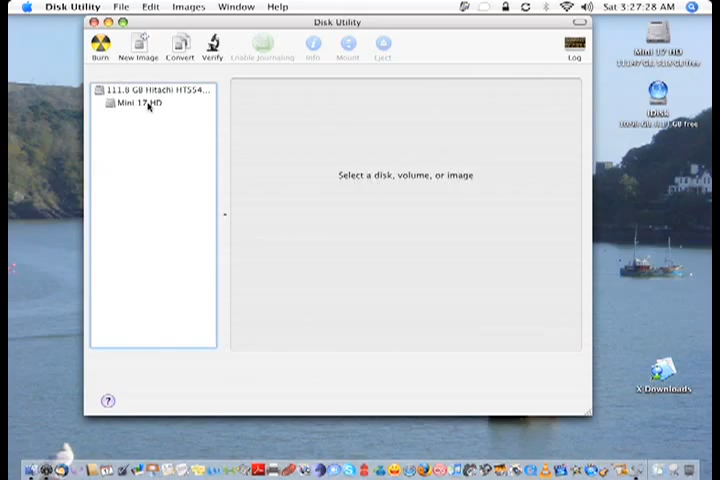 Disk Utility File Edit Images Window Help Sat 3:27:28 AM
Disk Utility
Burn New Image Convert Verify Enable Journaling Info Mount Eject Log
111.8 GB Hitachi HTS54...
Mini 17 HD
Select a disk, volume, or image
?
Mini 17 HD
iDisk
X Downloads